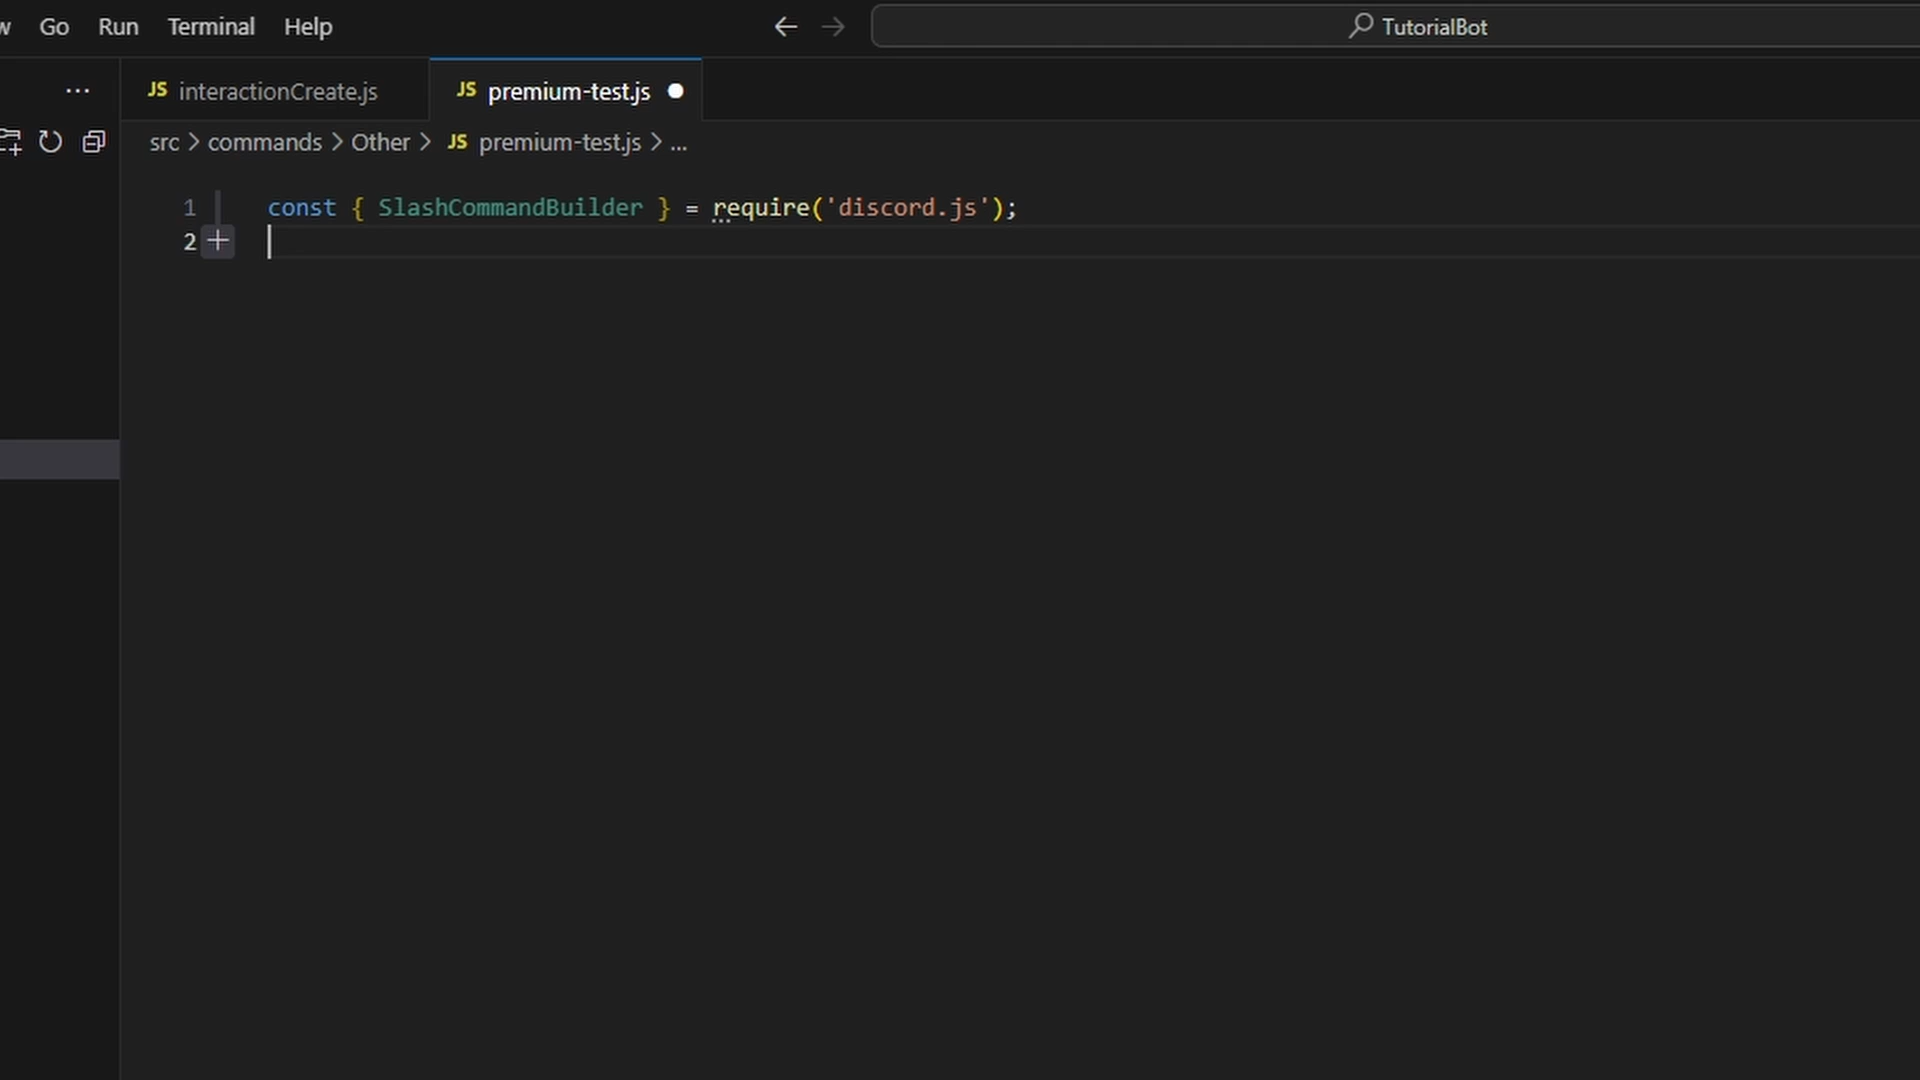 Go Run Terminal Help TutorialBot
JS interactionCreate.js JS premium-test.js
src > commands > Other > JS premium-test.js > ...
1 const { SlashCommandBuilder } = require('discord.js');
2